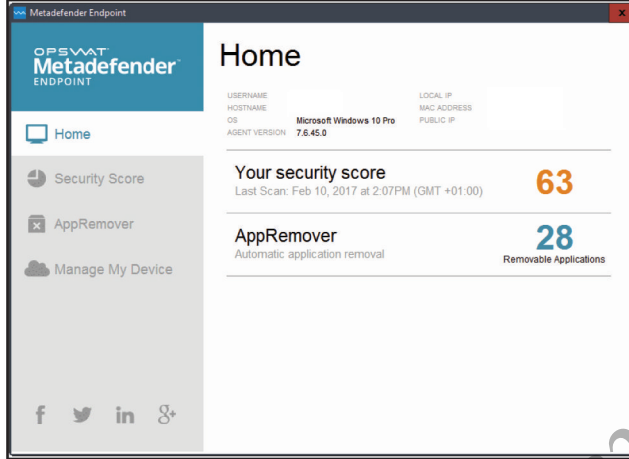 Metadefender Endpoint
x
OPSWAT
Metadefender
ENDPOINT
Home
Security Score
AppRemover
Manage My Device
f in g+
Home
USERNAME
HOSTNAME
OS Microsoft Windows 10 Pro
AGENT VERSION 7.6.45.0
LOCAL IP
MAC ADDRESS
PUBLIC IP
Your security score
Last Scan: Feb 10, 2017 at 2:07PM (GMT +01:00)
63
AppRemover
Automatic application removal
28
Removable Applications